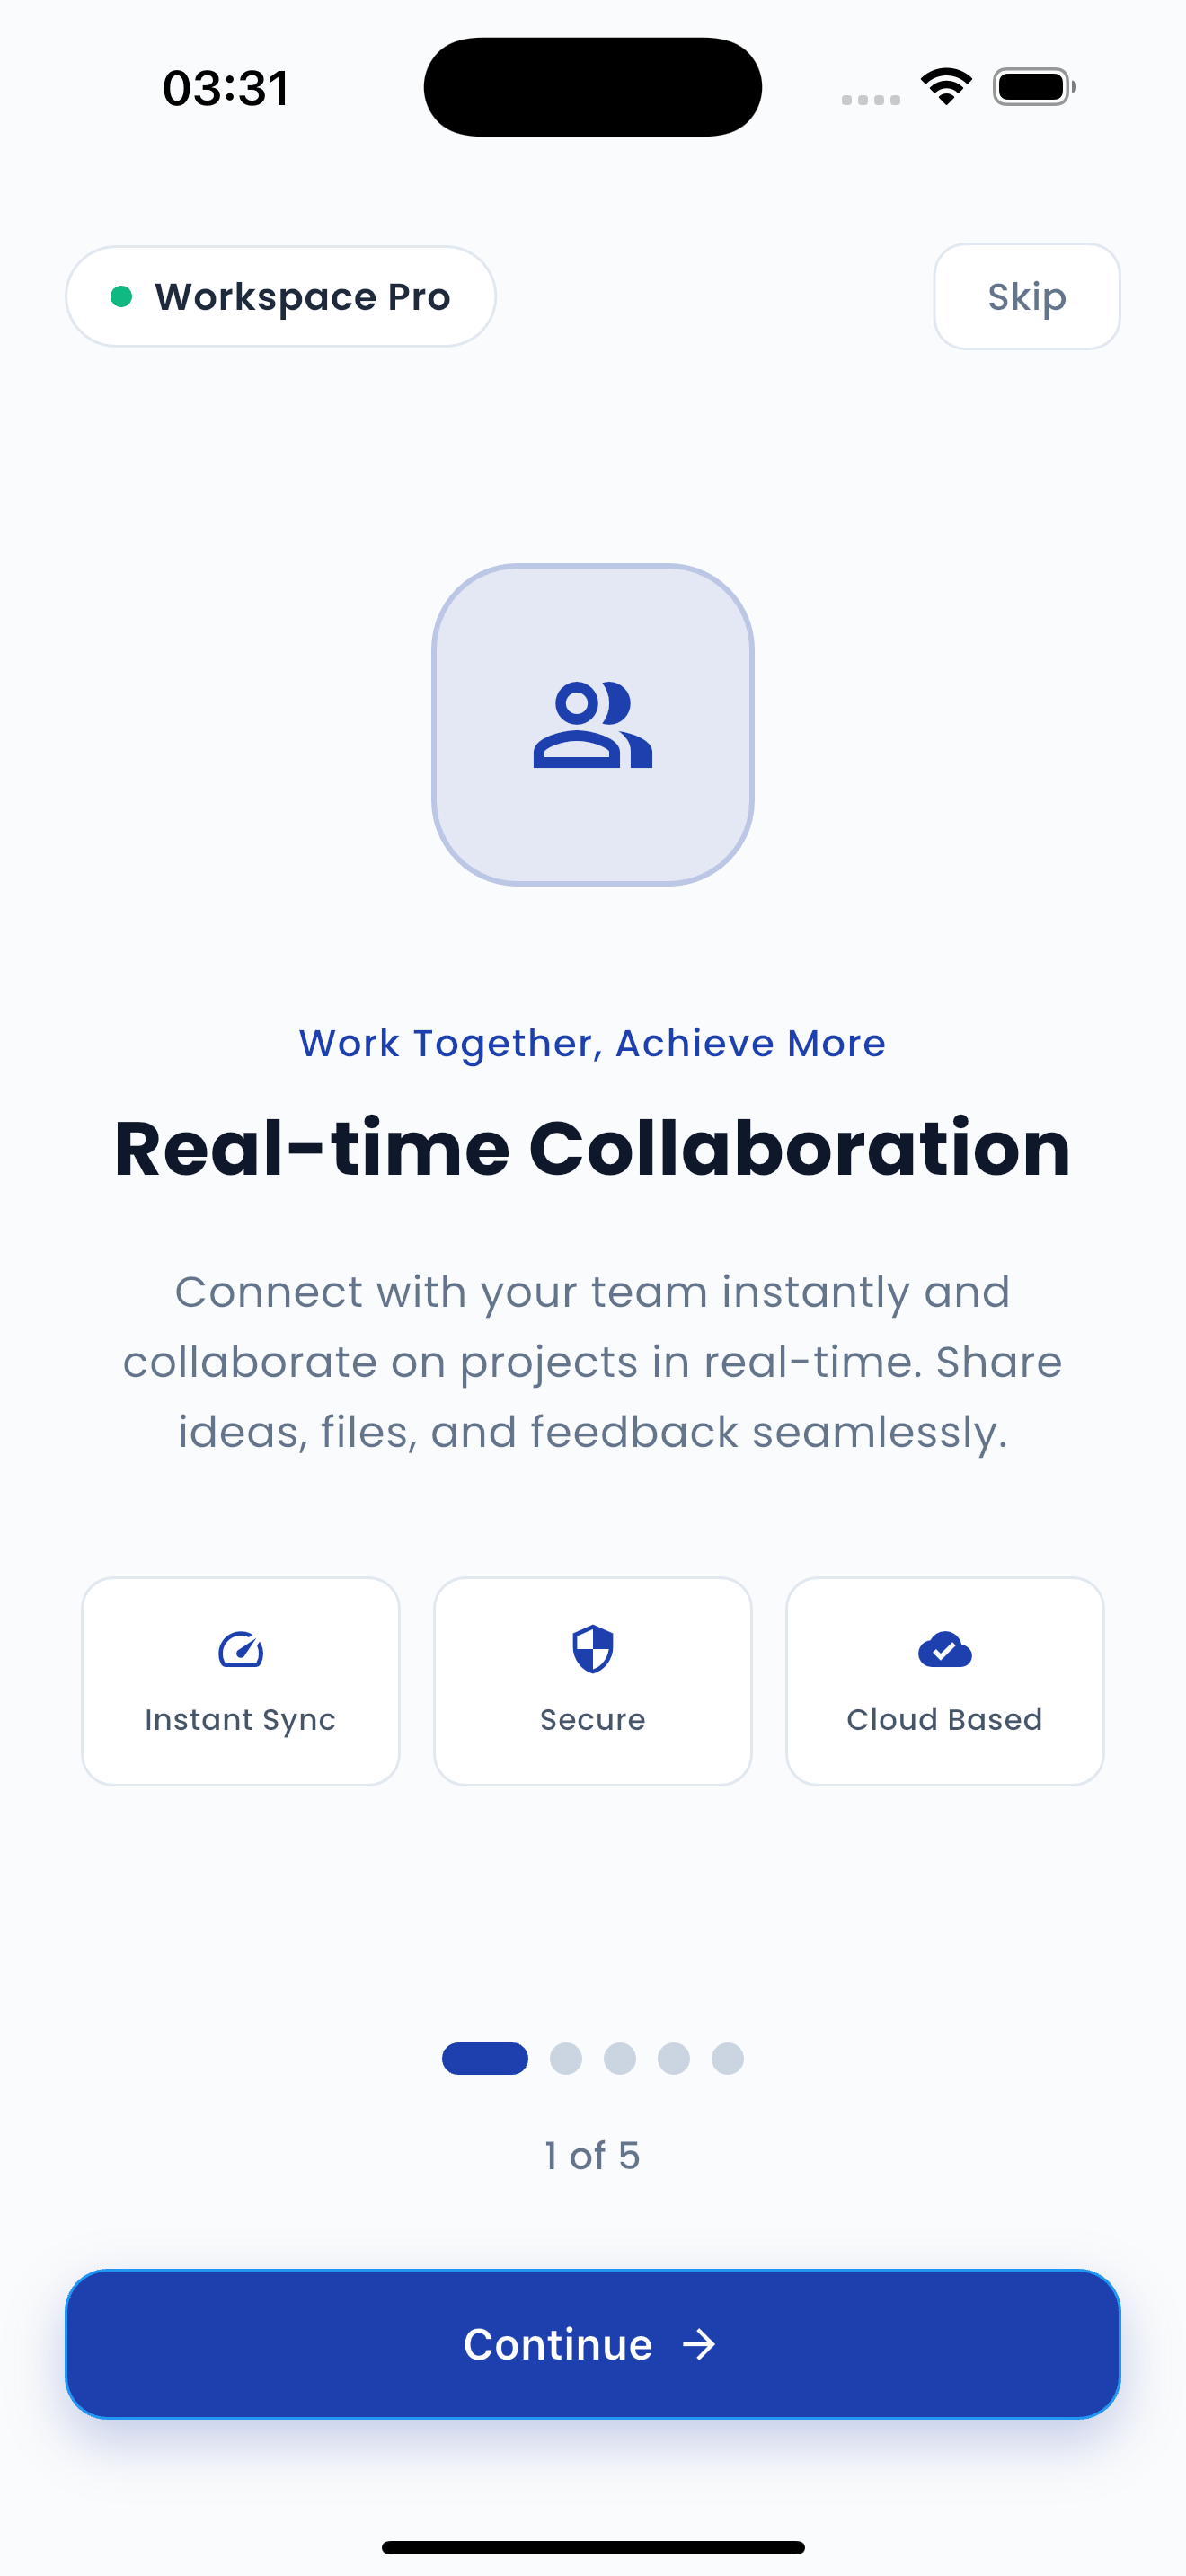 03:31
Workspace Pro
Skip
Work Together, Achieve More
Real-time Collaboration
Connect with your team instantly and
collaborate on projects in real-time. Share
ideas, files, and feedback seamlessly.
Instant Sync
Secure
Cloud Based
1 of 5
Continue